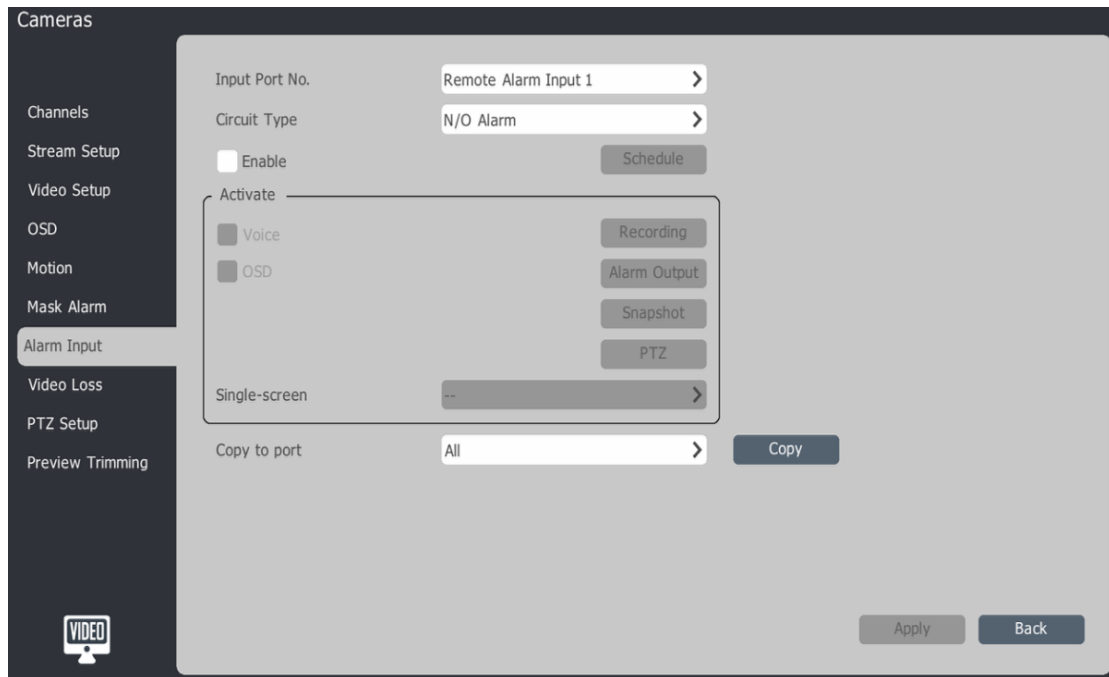 Cameras
Channels
Stream Setup
Video Setup
OSD
Motion
Mask Alarm
Alarm Input
Video Loss
PTZ Setup
Preview Trimming
VIDEO
Input Port No. Remote Alarm Input 1
Circuit Type N/O Alarm
Enable Schedule
Activate
Voice Recording
OSD Alarm Output
Snapshot
PTZ
Single-screen --
Copy to port All Copy
Apply Back